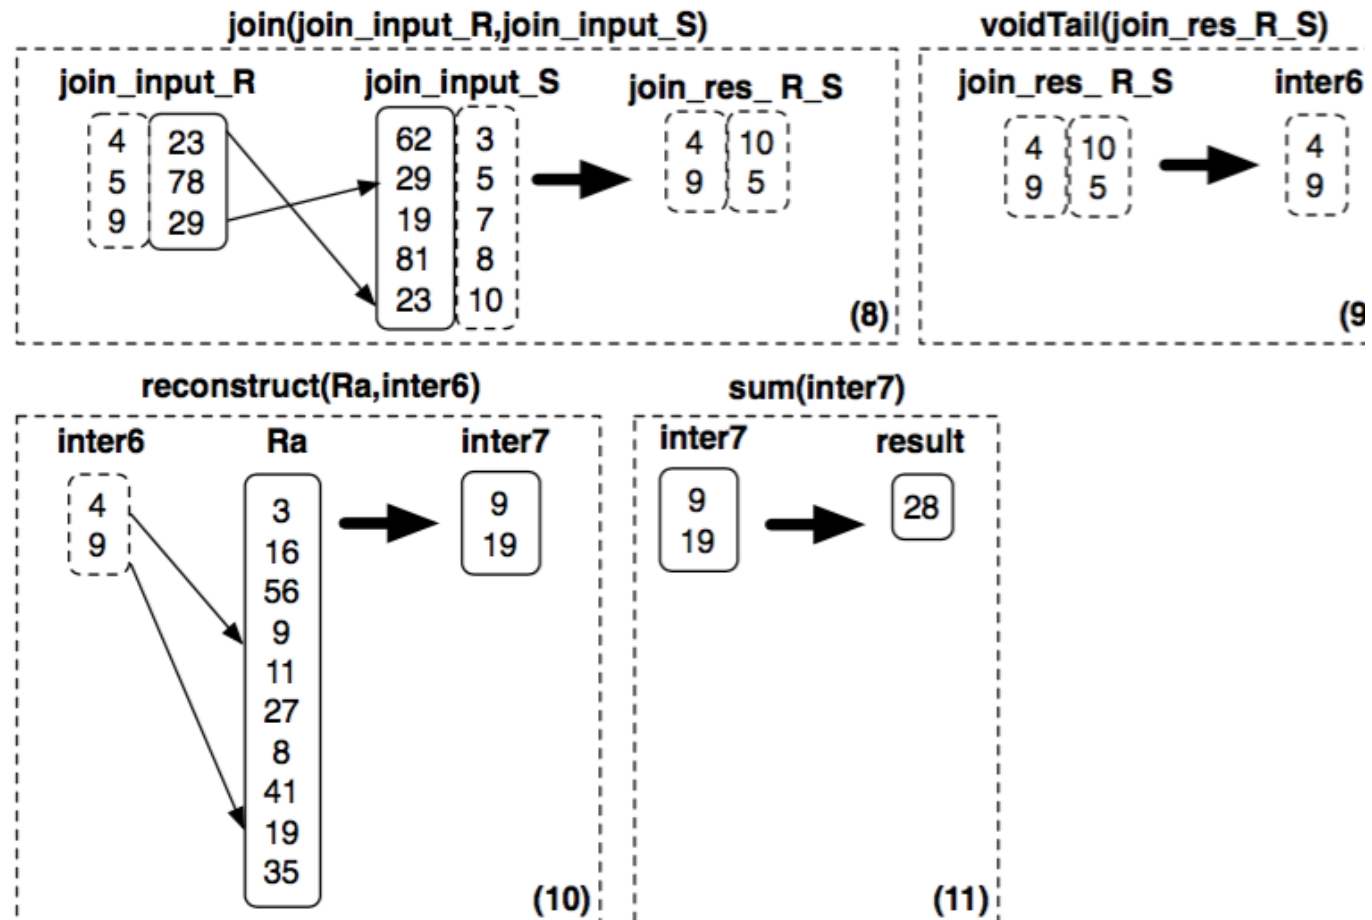 join(join_input_R,join_input_S)
join_input_R join_input_S join_res_ R_S
4 23 62 3 4 10
5 78 29 5 9 5
9 29 19 7
81 8
23 10
(8)
voidTail(join_res_R_S)
join_res_ R_S inter6
4 10 4
9 5 9
(9
reconstruct(Ra,inter6)
inter6 Ra inter7
4 3 9
9 16 19
56
9
11
27
8
41
19
35
(10)
sum(inter7)
inter7 result
9 28
19
(11)